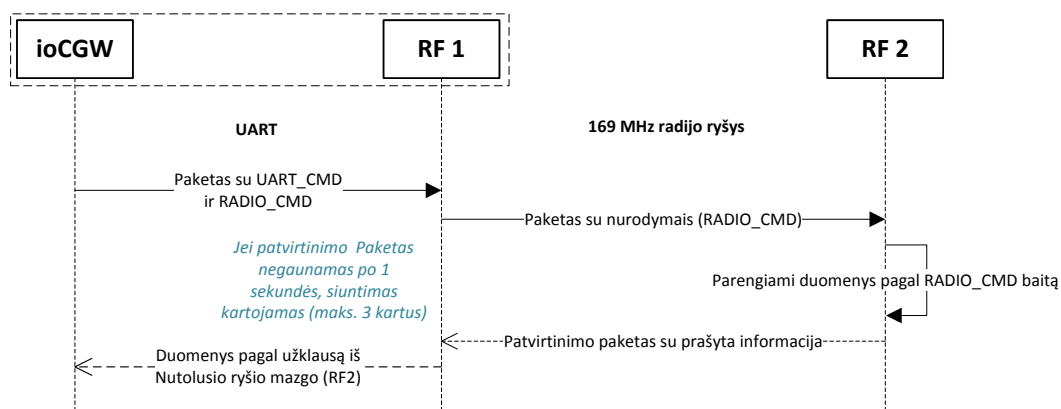 ioCGW
RF 1
RF 2
UART
169 MHz radijo ryšys
Paketas su UART_CMD
ir RADIO_CMD
Paketas su nurodymais (RADIO_CMD)
Jei patvirtinimo Paketas
negaunamas po 1
sekundės, siuntimas
kartojamas (maks. 3 kartus)
Parengiami duomenys pagal RADIO_CMD baitą
Patvirtinimo paketas su prašyta informacija
Duomenys pagal užklausą iš
Nutolusio ryšio mazgo (RF2)